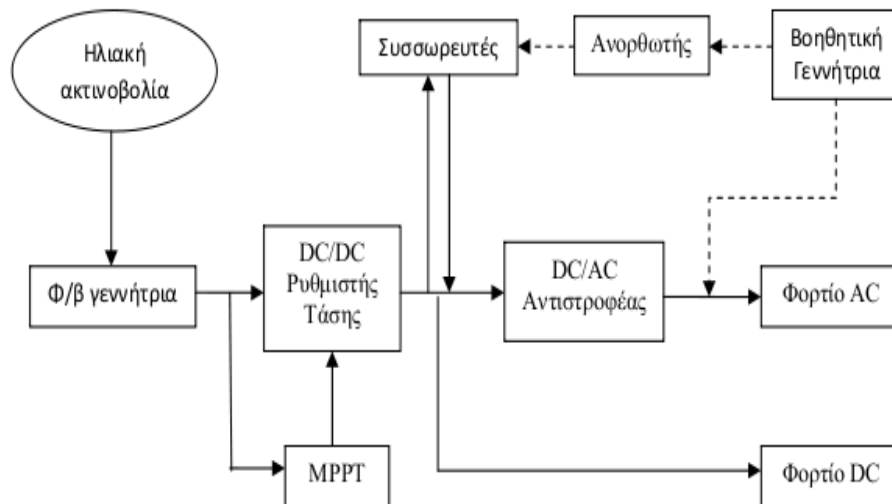 Ηλιακή
ακτινοβολία
Συσσωρευτές
Ανορθωτής
Βοηθητική
Γεννήτρια
Φ/β γεννήτρια
DC/DC
Ρυθμιστής
Τάσης
DC/AC
Αντιστροφέας
Φορτίο AC
MPPT
Φορτίο DC